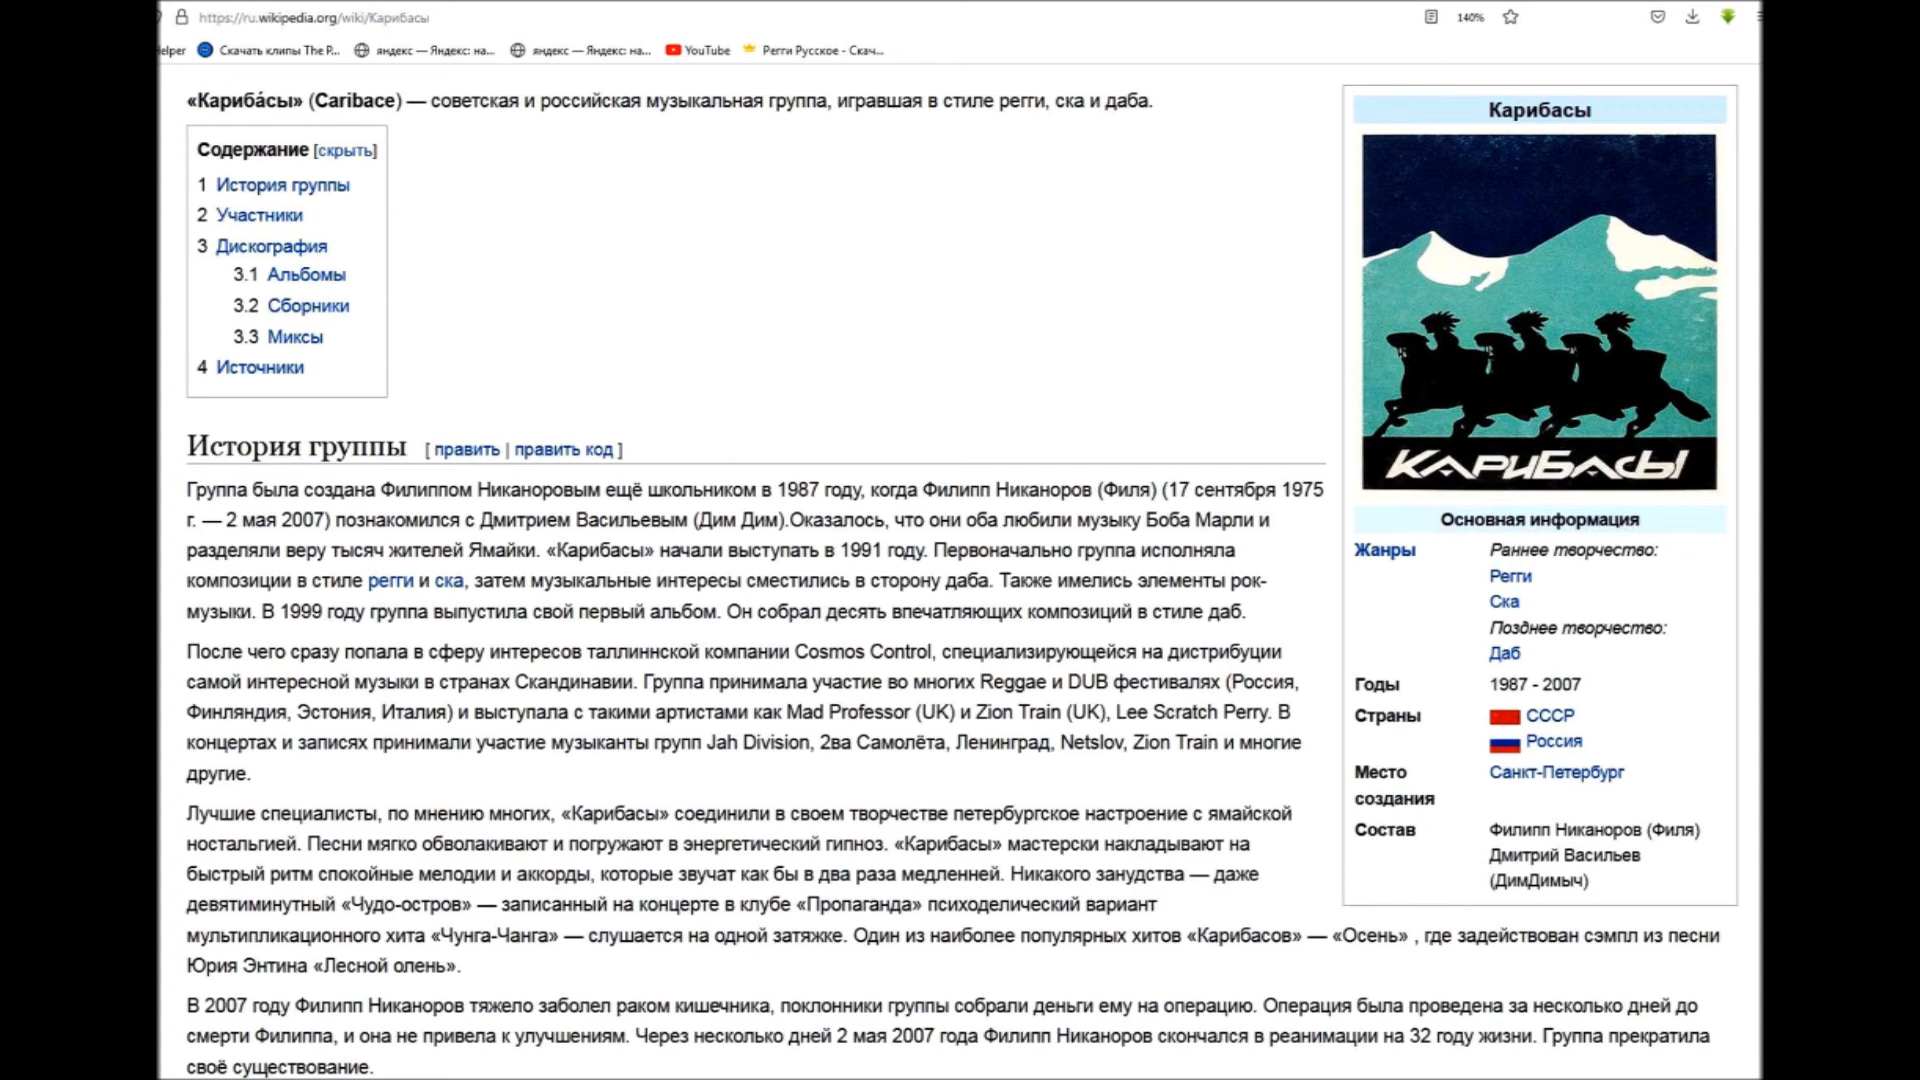 https://ru.wikipedia.org/wiki/Карибасы
140%
elper
Скачать клипы The P...
яндекс — Яндекс: на...
яндекс — Яндекс: на...
YouTube
Регги Русское - Скач...
«Кариба́сы» (Caribace) — советская и российская музыкальная группа, игравшая в стиле регги, ска и даба.
Содержание [скрыть]
1 История группы
2 Участники
3 Дискография
3.1 Альбомы
3.2 Сборники
3.3 Миксы
4 Источники
История группы [ править | править код ]
Группа была создана Филиппом Никаноровым ещё школьником в 1987 году, когда Филипп Никаноров (Филя) (17 сентября 1975
г. — 2 мая 2007) познакомился с Дмитрием Васильевым (Дим Дим).Оказалось, что они оба любили музыку Боба Марли и
разделяли веру тысяч жителей Ямайки. «Карибасы» начали выступать в 1991 году. Первоначально группа исполняла
композиции в стиле регги и ска, затем музыкальные интересы сместились в сторону даба. Также имелись элементы рок-
музыки. В 1999 году группа выпустила свой первый альбом. Он собрал десять впечатляющих композиций в стиле даб.
После чего сразу попала в сферу интересов таллиннской компании Cosmos Control, специализирующейся на дистрибуции
самой интересной музыки в странах Скандинавии. Группа принимала участие во многих Reggae и DUB фестивалях (Россия,
Финляндия, Эстония, Италия) и выступала с такими артистами как Mad Professor (UK) и Zion Train (UK), Lee Scratch Perry. В
концертах и записях принимали участие музыканты групп Jah Division, 2ва Самолёта, Ленинград, Netslov, Zion Train и многие
другие.
Лучшие специалисты, по мнению многих, «Карибасы» соединили в своем творчестве петербургское настроение с ямайской
ностальгией. Песни мягко обволакивают и погружают в энергетический гипноз. «Карибасы» мастерски накладывают на
быстрый ритм спокойные мелодии и аккорды, которые звучат как бы в два раза медленней. Никакого занудства — даже
девятиминутный «Чудо-остров» — записанный на концерте в клубе «Пропаганда» психоделический вариант
мультипликационного хита «Чунга-Чанга» — слушается на одной затяжке. Один из наиболее популярных хитов «Карибасов» — «Осень» , где задействован сэмпл из песни
Юрия Энтина «Лесной олень».
В 2007 году Филипп Никаноров тяжело заболел раком кишечника, поклонники группы собрали деньги ему на операцию. Операция была проведена за несколько дней до
смерти Филиппа, и она не привела к улучшениям. Через несколько дней 2 мая 2007 года Филипп Никаноров скончался в реанимации на 32 году жизни. Группа прекратила
своё существование.
Карибасы
КАРИБАСЫ
Основная информация
Жанры Раннее творчество:
Регги
Ска
Позднее творчество:
Даб
Годы 1987 - 2007
Страны СССР
Россия
Место Санкт-Петербург
создания
Состав Филипп Никаноров (Филя)
Дмитрий Васильев
(ДимДимыч)